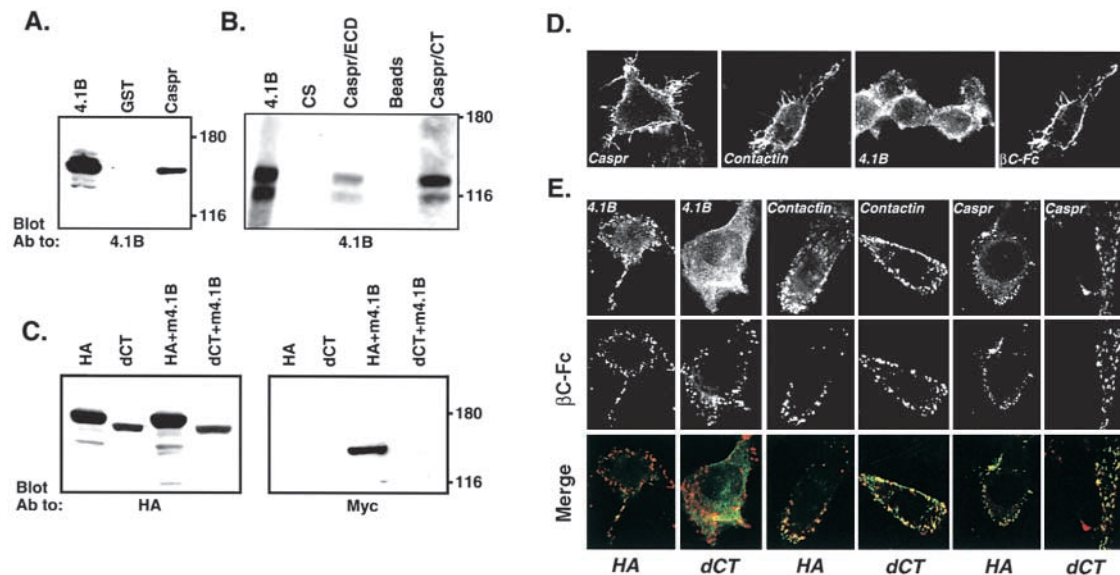 A.
4.1B
GST
Caspr
180
116
Blot
Ab to:
4.1B
B.
4.1B
CS
Caspr/ECD
Beads
Caspr/CT
180
116
4.1B
C.
HA
dCT
HA+m4.1B
dCT+m4.1B
HA
dCT
HA+m4.1B
dCT+m4.1B
180
116
Blot
Ab to:
HA
Myc
D.
Caspr
Contactin
4.1B
βC-Fc
E.
4.1B
4.1B
Contactin
Contactin
Caspr
Caspr
βC-Fc
Merge
HA
dCT
HA
dCT
HA
dCT